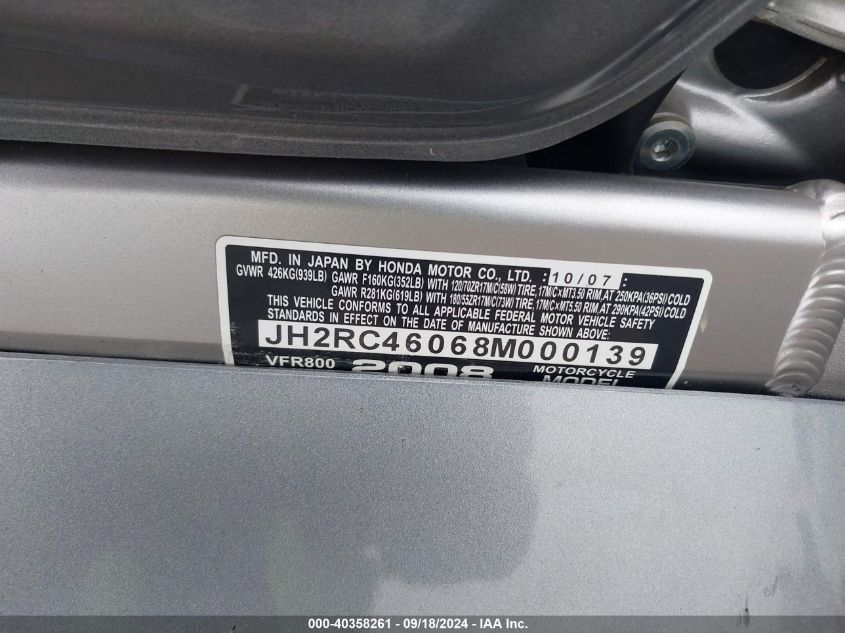 MFD. IN JAPAN BY HONDA MOTOR CO., LTD. : 10/07 :
GVWR 426KG(939LB) GAWR F160KG(352LB) WITH 120/70ZR17M/C(58W) TIRE,17M/CxMT3.50 RIM,AT 250KPA(36PSI)COLD
GAWR R281KG(619LB) WITH 180/55ZR17M/C(73W) TIRE,17M/CxMT5.50 RIM,AT 290KPA(42PSI)COLD
THIS VEHICLE CONFORMS TO ALL APPLICABLE FEDERAL MOTOR VEHICLE SAFETY
STANDARDS IN EFFECT ON THE DATE OF MANUFACTURE SHOWN ABOVE.
JH2RC46068M000139
VFR800 2008 MOTORCYCLE
MODEL
000-40358261 - 09/18/2024 - IAA Inc.